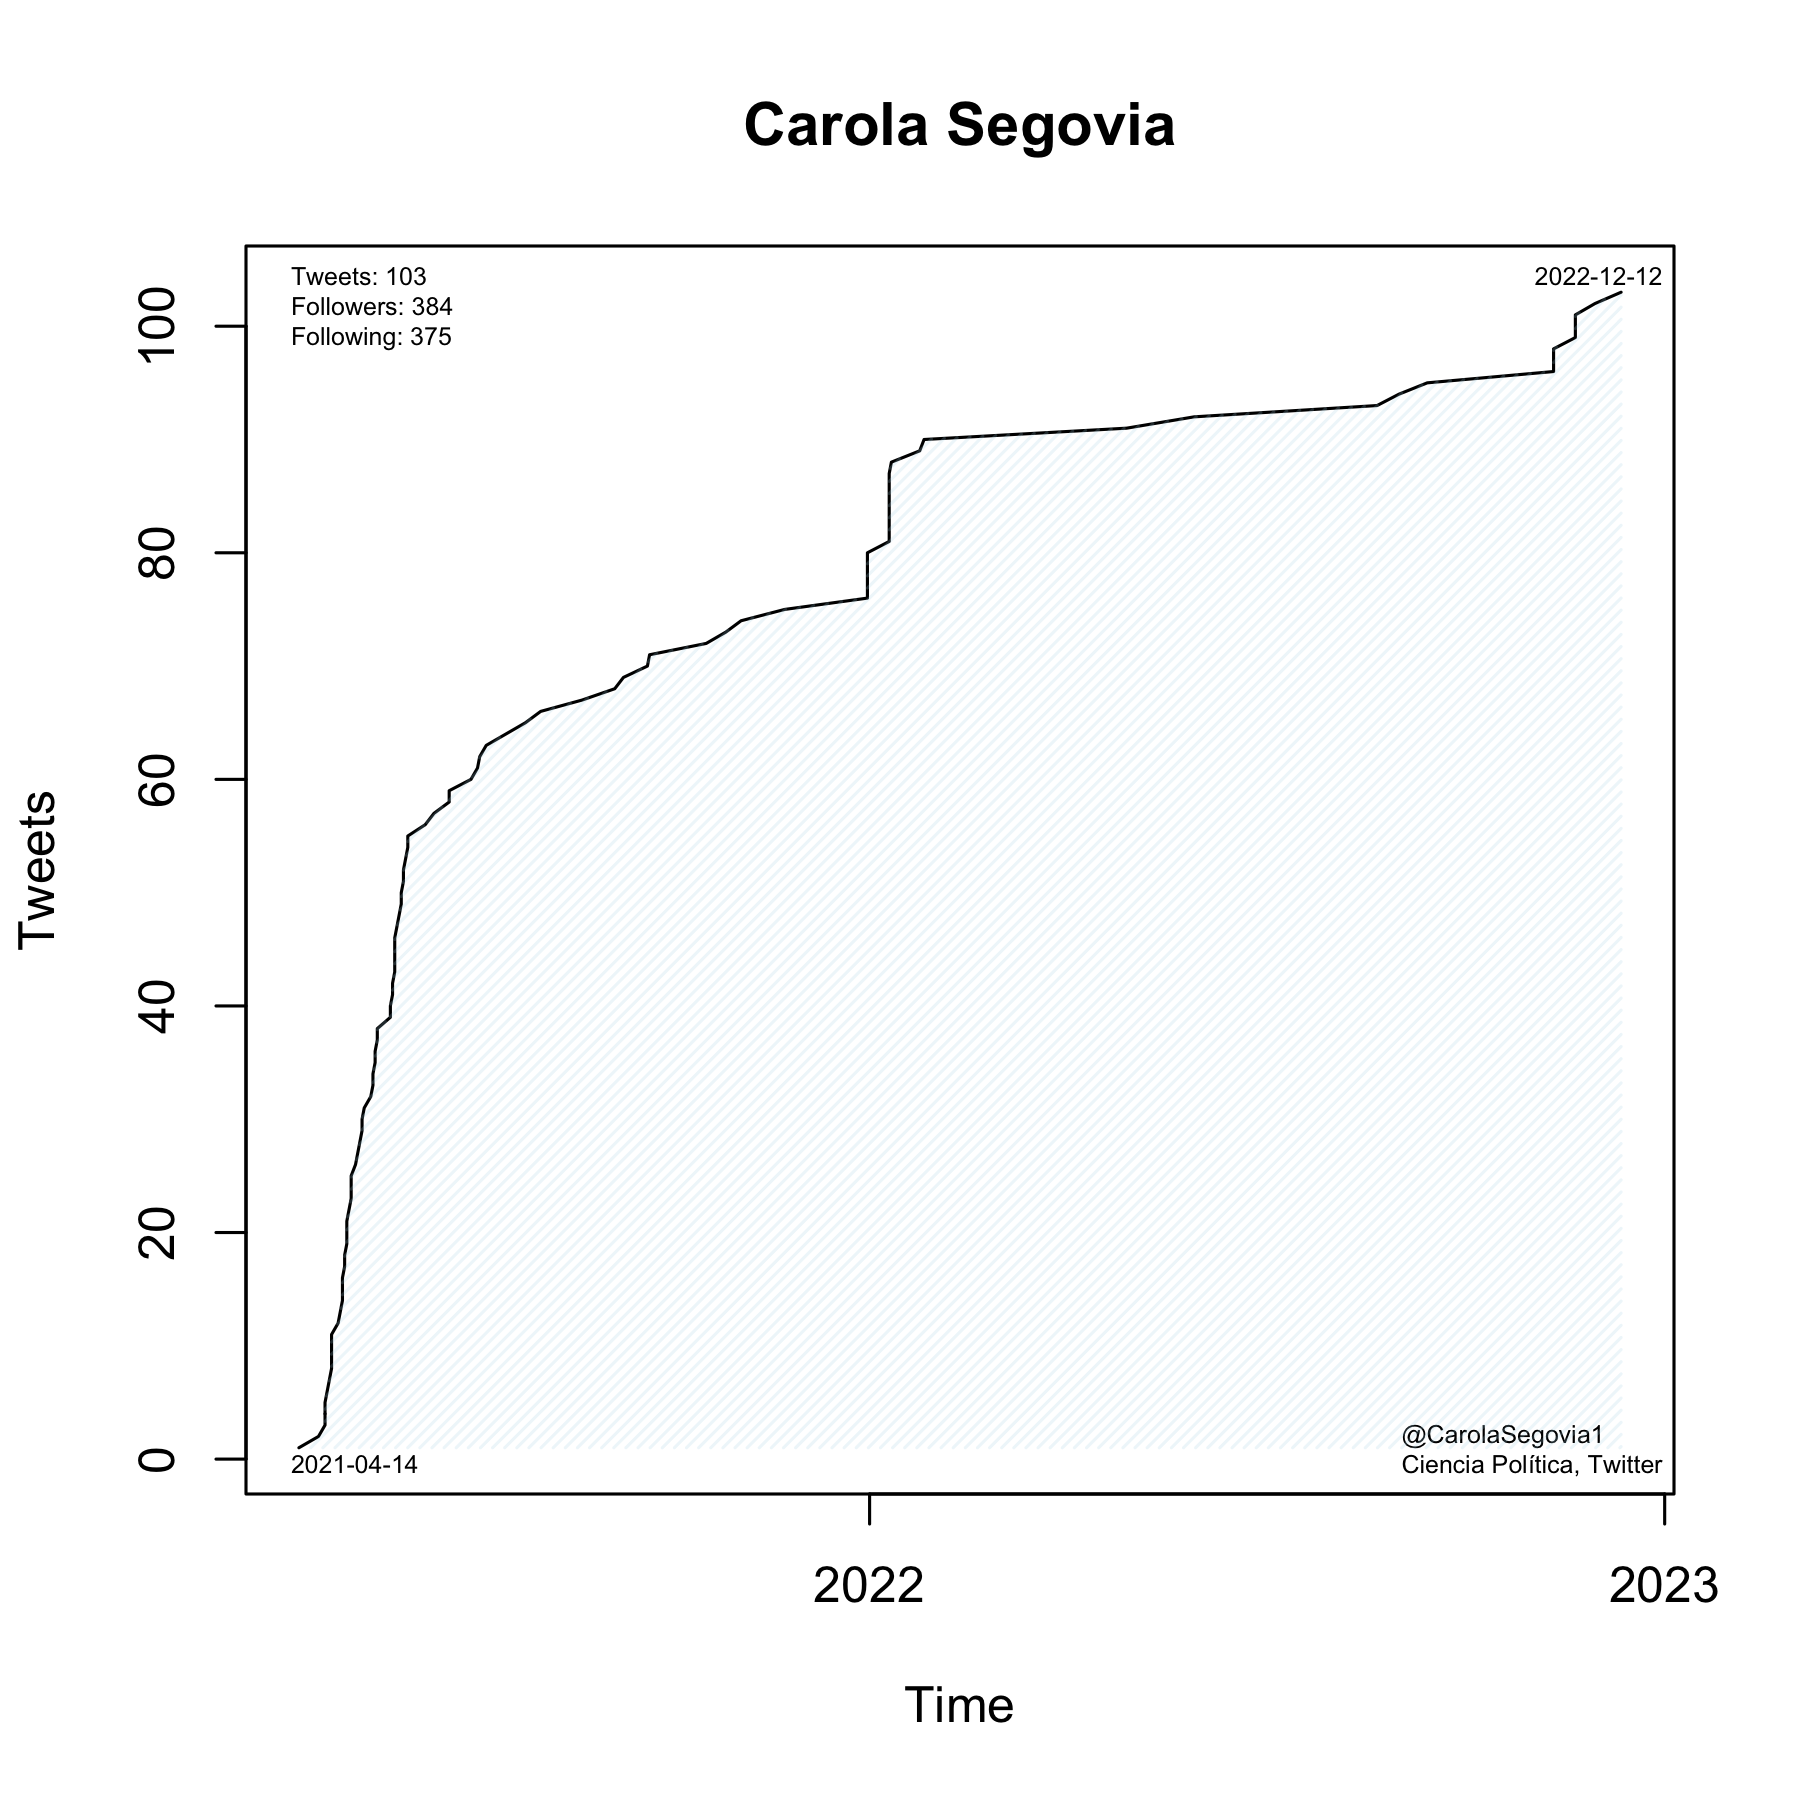 Carola Segovia
Tweets: 103
Followers: 384
Following: 375
2022-12-12
100
80
60
40
20
0
Tweets
2021-04-14
@CarolaSegovia1
Ciencia Política, Twitter
2022
2023
Time